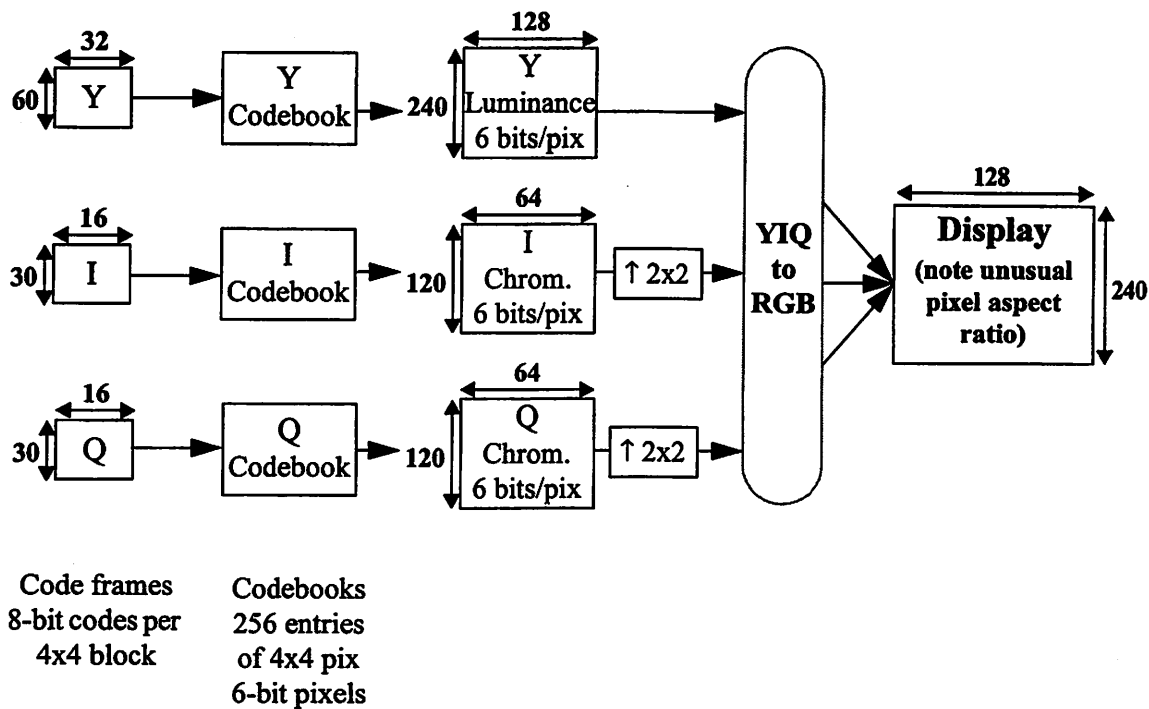 32
60
Y
Y
Codebook
128
240
Y
Luminance
6 bits/pix
16
30
I
I
Codebook
64
120
I
Chrom.
6 bits/pix
↑ 2x2
16
30
Q
Q
Codebook
64
120
Q
Chrom.
6 bits/pix
↑ 2x2
YIQ
to
RGB
128
Display
(note unusual
pixel aspect
ratio)
240
Code frames
8-bit codes per
4x4 block
Codebooks
256 entries
of 4x4 pix
6-bit pixels